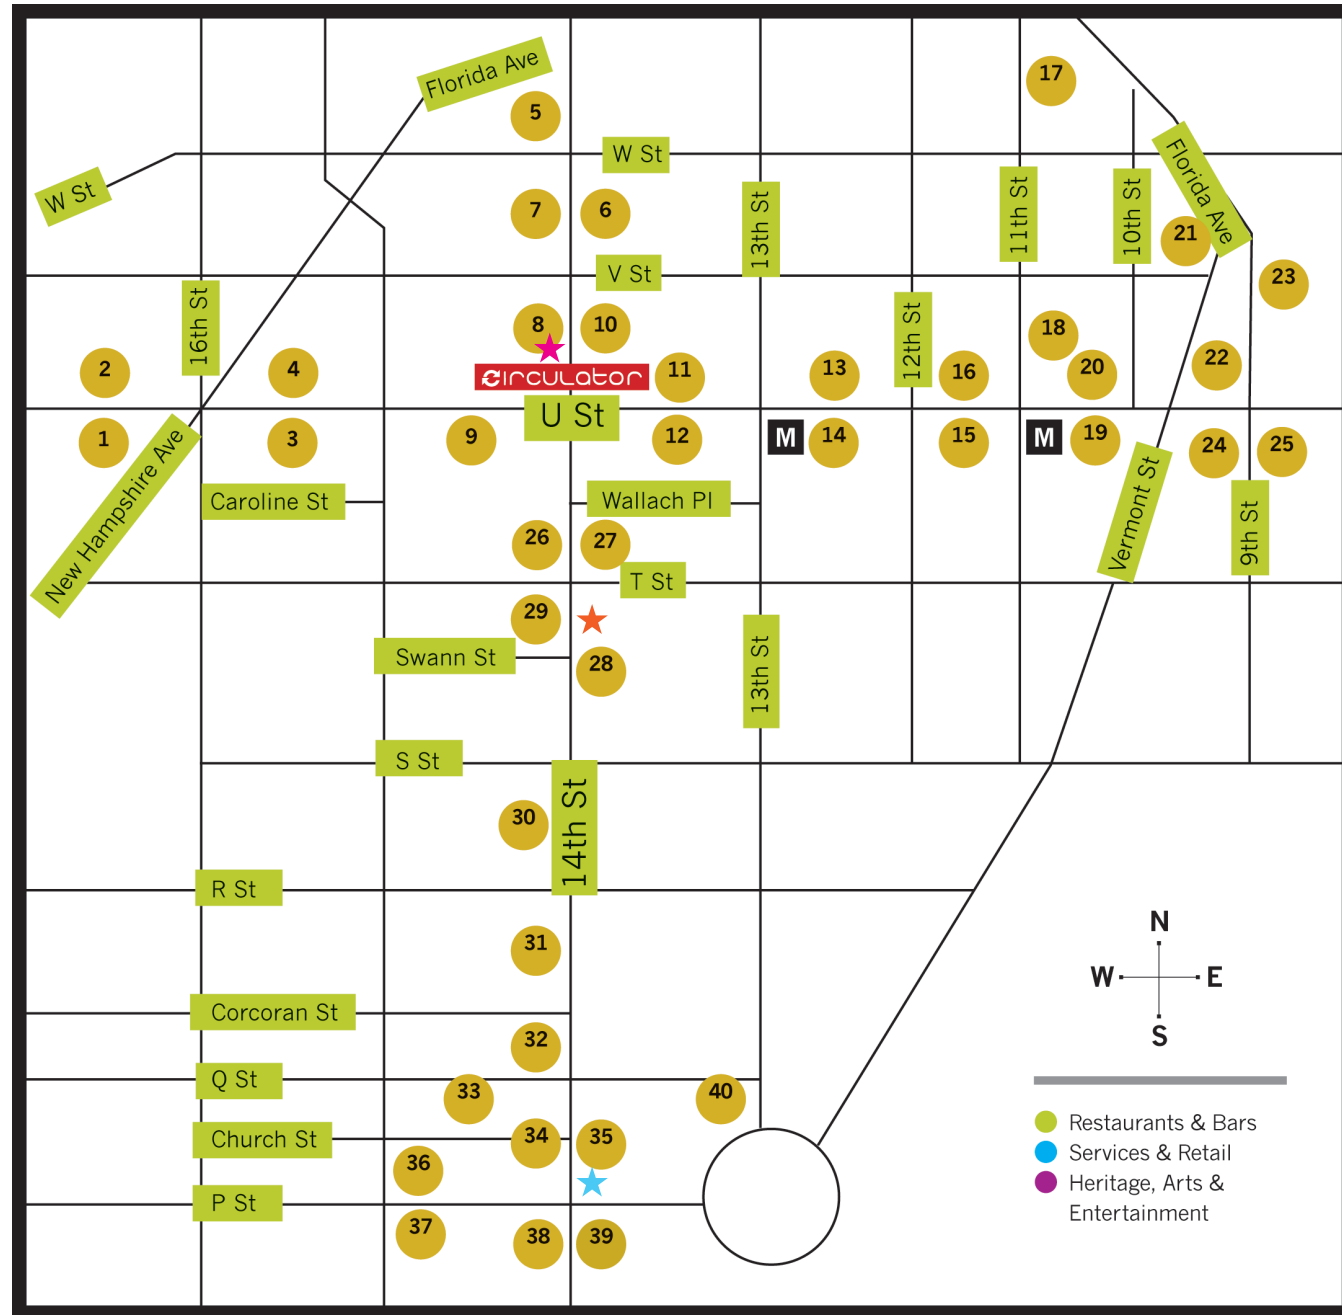 Florida Ave
17
5
W St
W St
Florida Ave
13th St
11th St
10th St
7
6
21
V St
23
16th St
12th St
8
10
18
2
4
circulator
11
13
16
20
22
U St
1
3
9
12
M
14
15
M
19
24
25
New Hampshire Ave
Caroline St
Wallach Pl
Vermont St
9th St
26
27
T St
29
Swann St
28
13th St
S St
14th St
30
R St
31
N
W
E
S
Corcoran St
32
Q St
33
40
Church St
34
35
36
P St
37
38
39
Restaurants & Bars
Services & Retail
Heritage, Arts &
Entertainment